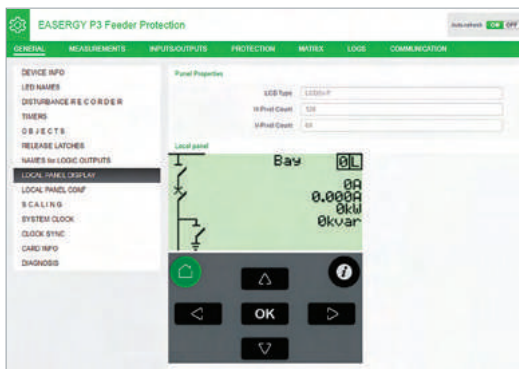 EASERGY P3 Feeder Protection
Auto refresh ON OFF
GENERAL MEASUREMENTS INPUTS/OUTPUTS PROTECTION MATRIX LOGS COMMUNICATION
DEVICE INFO
LED NAMES
DISTURBANCE RECORDER
TIMERS
OBJECTS
RELEASE LATCHES
NAMES for LOGIC OUTPUTS
LOCAL PANEL DISPLAY
LOCAL PANEL CONF
SCALING
SYSTEM CLOCK
CLOCK SYNC
CARD INFO
DIAGNOSIS
Panel Properties
LCD Type
H-Pixel Count 128
V-Pixel Count 64
Local panel
Bay 0 L
0A
0.000A
0kW
0kvar
i
OK